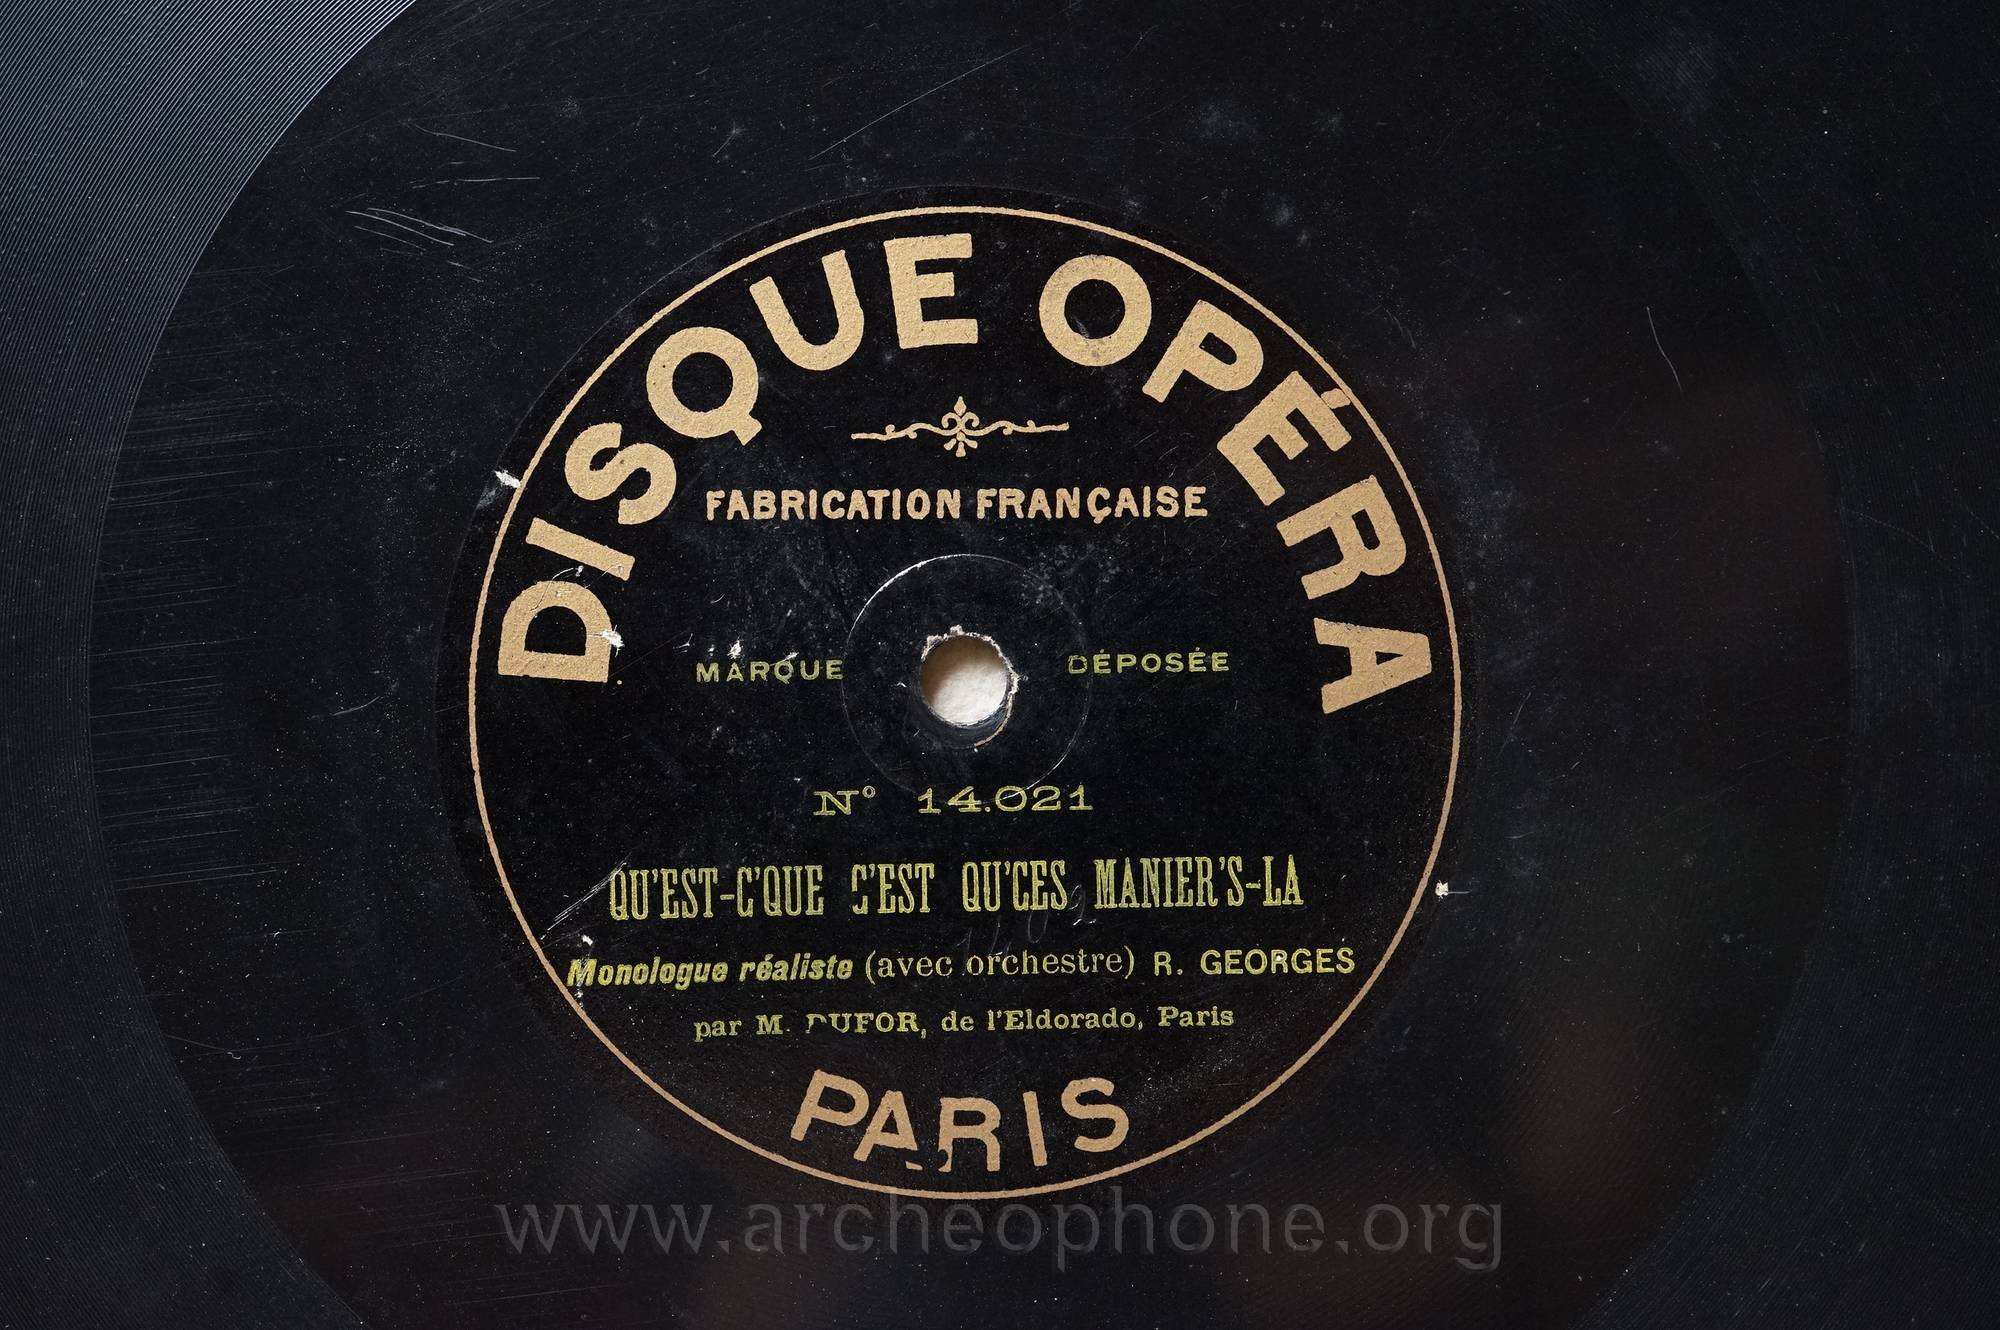 DISQUE OPÉRA
FABRICATION FRANÇAISE
MARQUE DÉPOSÉE
Nº 14.021
QU'EST-C'QUE C'EST QU'CES MANIER'S-LA
Monologue réaliste (avec orchestre) R. GEORGES
par M. DUFOR, de l'Eldorado, Paris
PARIS
www.archeophone.org